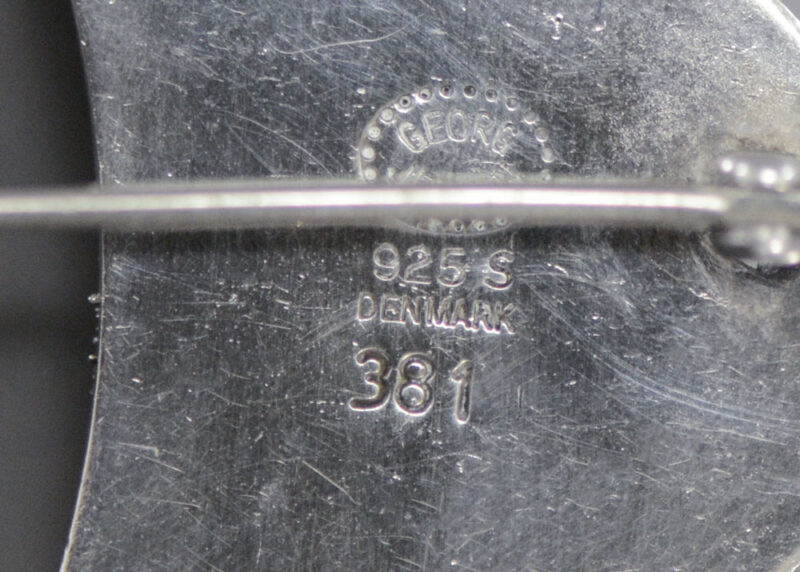 GEORG
925 S
DENMARK
381